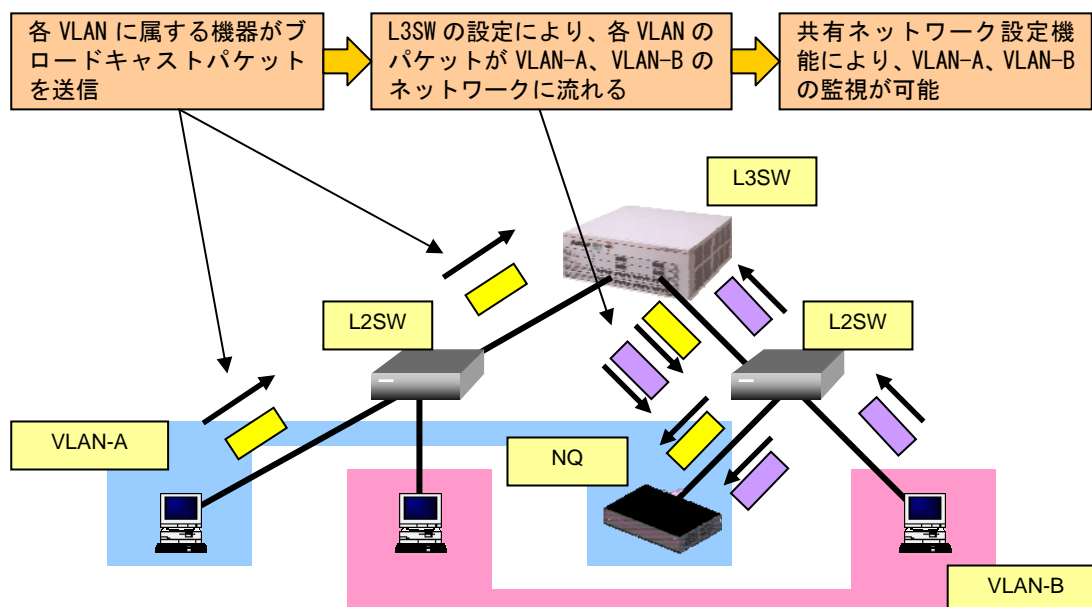 各 VLAN に属する機器がブ
ロードキャストパケット
を送信
L3SW の設定により、各 VLAN の
パケットが VLAN-A、VLAN-B の
ネットワークに流れる
共有ネットワーク設定機
能により、VLAN-A、VLAN-B
の監視が可能
L3SW
L2SW
L2SW
VLAN-A
NQ
VLAN-B